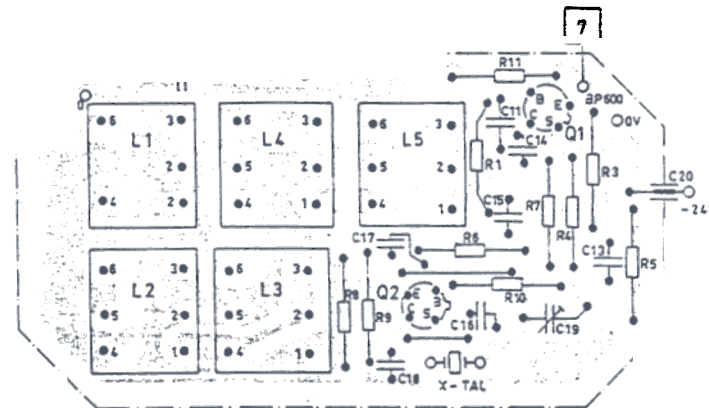 7
R11
BP600
0V
B
E
C
S
Q1
C11
C14
L1
6
3
2
4
2
L4
6
3
5
2
4
1
L5
6
3
5
2
4
1
R1
C15
R7
R4
R3
C20
-24
C17
R6
C13
R5
L2
6
3
5
2
4
1
L3
6
3
5
2
4
1
R8
R9
Q2
E
C
S
B
R10
C16
C19
C18
X-TAL